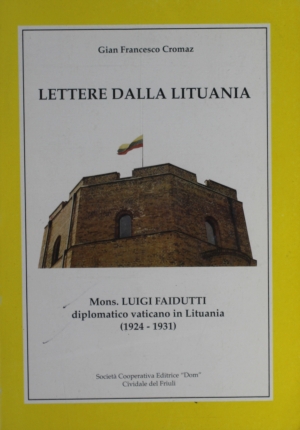 Gian Francesco Cromaz
LETTERE DALLA LITUANIA
Mons. LUIGI FAIDUTTI
diplomatico vaticano in Lituania
(1924 - 1931)
Società Cooperativa Editrice "Dom"
Cividale del Friuli